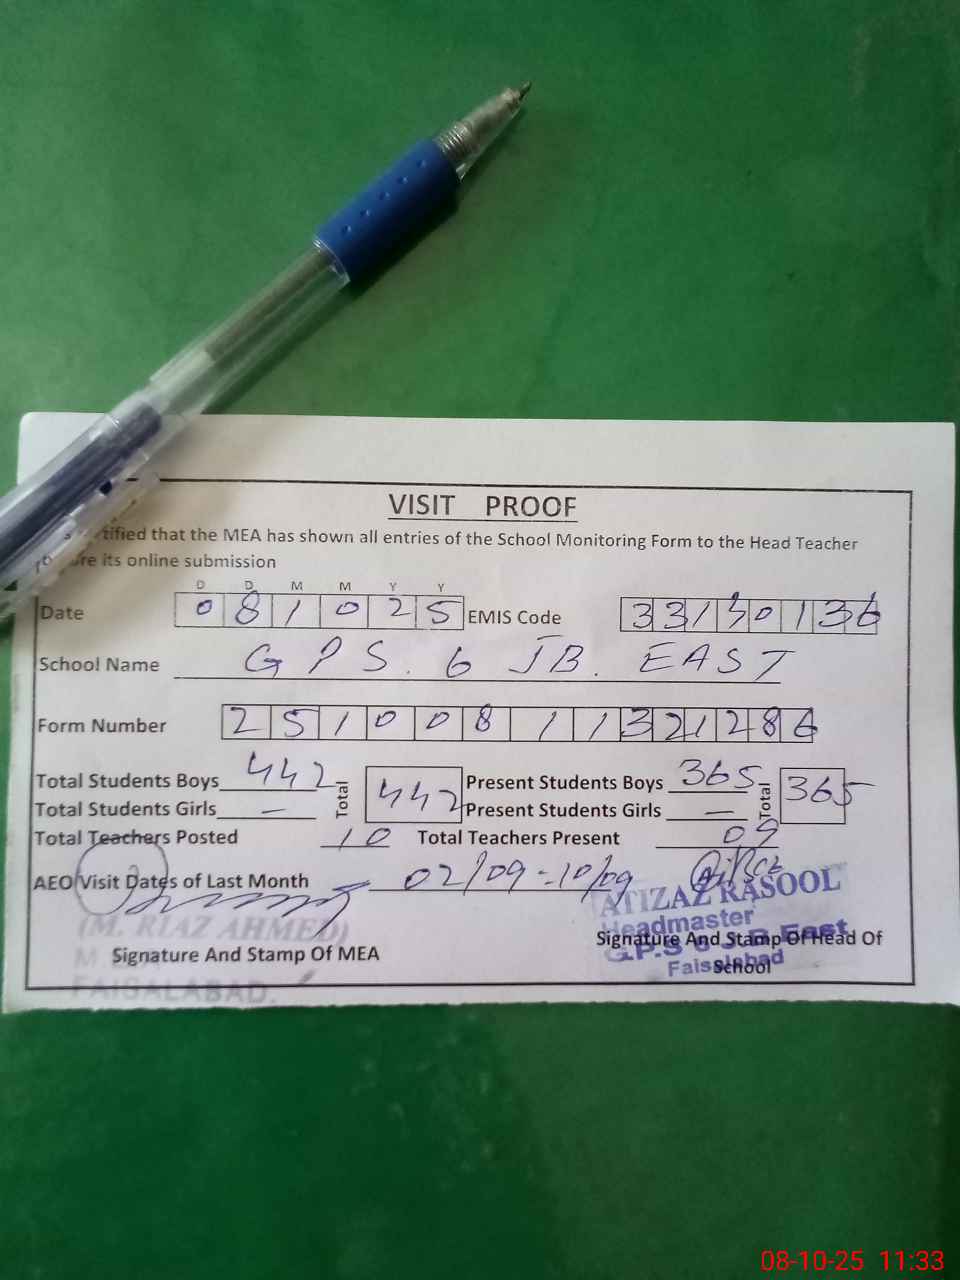 VISIT PROOF
tified that the MEA has shown all entries of the School Monitoring Form to the Head Teacher
re its online submission
D D M M Y Y
Date 0 8 1 0 2 5 EMIS Code 3 3 1 3 0 1 3 6
School Name G P S . 6 JB. EAST
Form Number 2 5 1 0 0 8 1 1 3 2 1 2 8 6
Total Students Boys 442 Total 442 Present Students Boys 365 Total 365
Total Students Girls — Present Students Girls —
Total Teachers Posted 10 Total Teachers Present 09
AEO Visit Dates of Last Month 02/09 - 10/09
ATIZAZ RASOOL
(M. RIAZ AHMED) Headmaster
Signature And Stamp Of MEA Signature And Stamp Of Head Of School
G.P.S 6 J.B East
FAISALABAD. Faisalabad
08-10-25 11:33